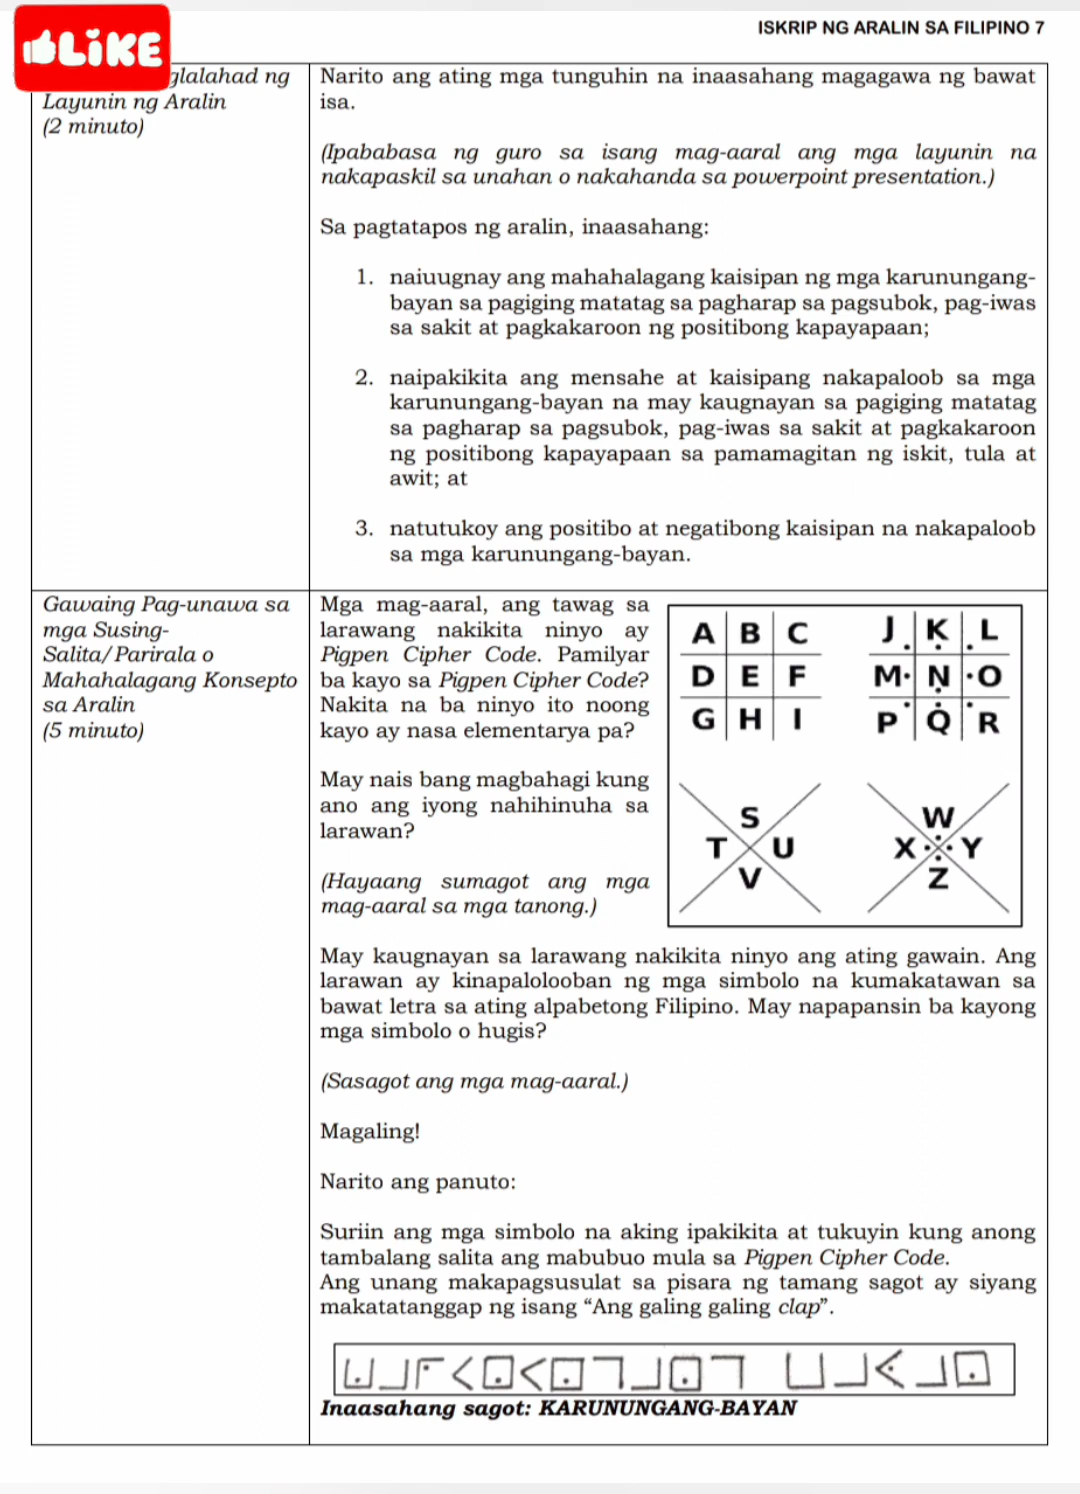 LiKE
ISKRIP NG ARALIN SA FILIPINO 7
glalahad ng
Layunin ng Aralin
(2 minuto)
Narito ang ating mga tunguhin na inaasahang magagawa ng bawat
isa.
(Ipababasa ng guro sa isang mag-aaral ang mga layunin na
nakapaskil sa unahan o nakahanda sa powerpoint presentation.)
Sa pagtatapos ng aralin, inaasahang:
1. naiuugnay ang mahahalagang kaisipan ng mga karunungang-
bayan sa pagiging matatag sa pagharap sa pagsubok, pag-iwas
sa sakit at pagkakaroon ng positibong kapayapaan;
2. naipakikita ang mensahe at kaisipang nakapaloob sa mga
karunungang-bayan na may kaugnayan sa pagiging matatag
sa pagharap sa pagsubok, pag-iwas sa sakit at pagkakaroon
ng positibong kapayapaan sa pamamagitan ng iskit, tula at
awit; at
3. natutukoy ang positibo at negatibong kaisipan na nakapaloob
sa mga karunungang-bayan.
Gawaing Pag-unawa sa
mga Susing-
Salita/Parirala o
Mahahalagang Konsepto
sa Aralin
(5 minuto)
Mga mag-aaral, ang tawag sa
larawang nakikita ninyo ay
Pigpen Cipher Code. Pamilyar
ba kayo sa Pigpen Cipher Code?
Nakita na ba ninyo ito noong
kayo ay nasa elementarya pa?
May nais bang magbahagi kung
ano ang iyong nahihinuha sa
larawan?
(Hayaang sumagot ang mga
mag-aaral sa mga tanong.)
A B C
D E F
G H I
J K L
M N O
P Q R
S
T U
V
W
X Y
Z
May kaugnayan sa larawang nakikita ninyo ang ating gawain. Ang
larawan ay kinapalolooban ng mga simbolo na kumakatawan sa
bawat letra sa ating alpabetong Filipino. May napapansin ba kayong
mga simbolo o hugis?
(Sasagot ang mga mag-aaral.)
Magaling!
Narito ang panuto:
Suriin ang mga simbolo na aking ipakikita at tukuyin kung anong
tambalang salita ang mabubuo mula sa Pigpen Cipher Code.
Ang unang makapagsusulat sa pisara ng tamang sagot ay siyang
makatatanggap ng isang “Ang galing galing clap”.
Inaasahang sagot: KARUNUNGANG-BAYAN